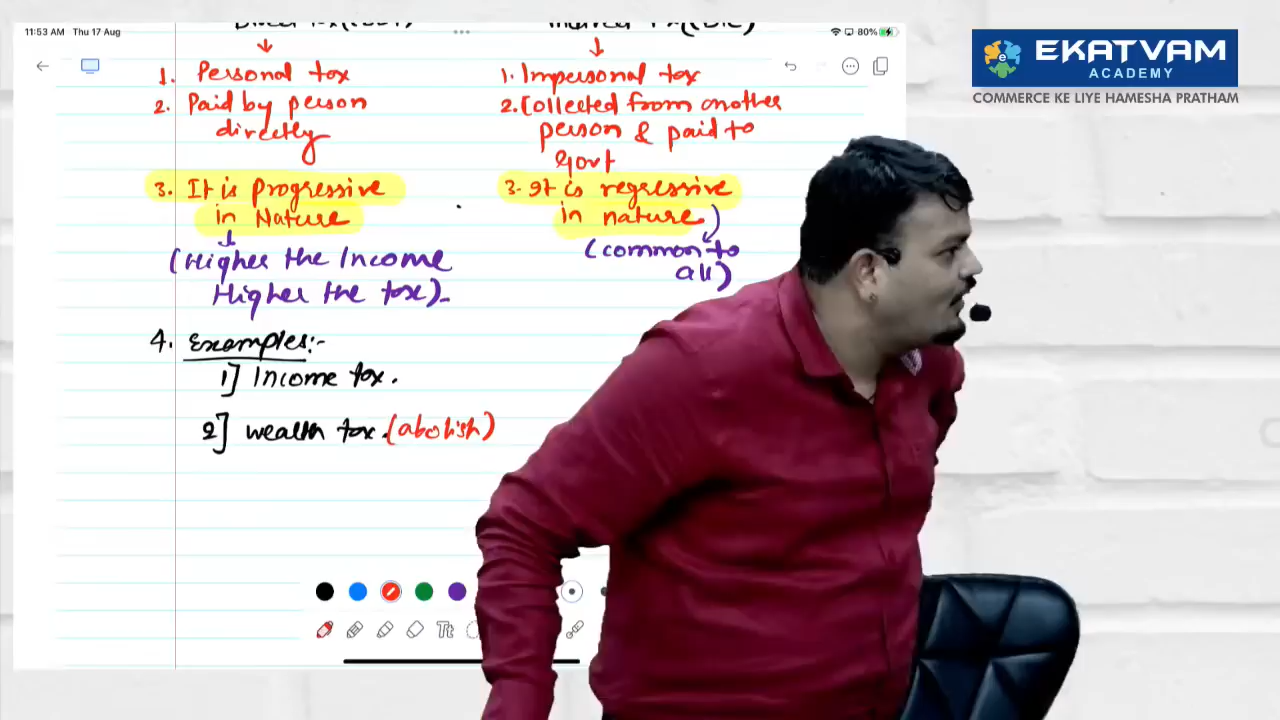 11:53 AM Thu 17 Aug
80%
1. Personal tax
2. Paid by person
directly
3. It is Progressive
in Nature
(Higher the Income
Higher the tax).
4. Examples:-
1] Income tax.
2] wealth tax. (abolish)
1. Impersonal tax
2. Collected from another
person & paid to
Govt
3. It is regressive
in nature
(common to
all)
Tt
EKATVAM
ACADEMY
COMMERCE KE LIYE HAMESHA PRATHAM